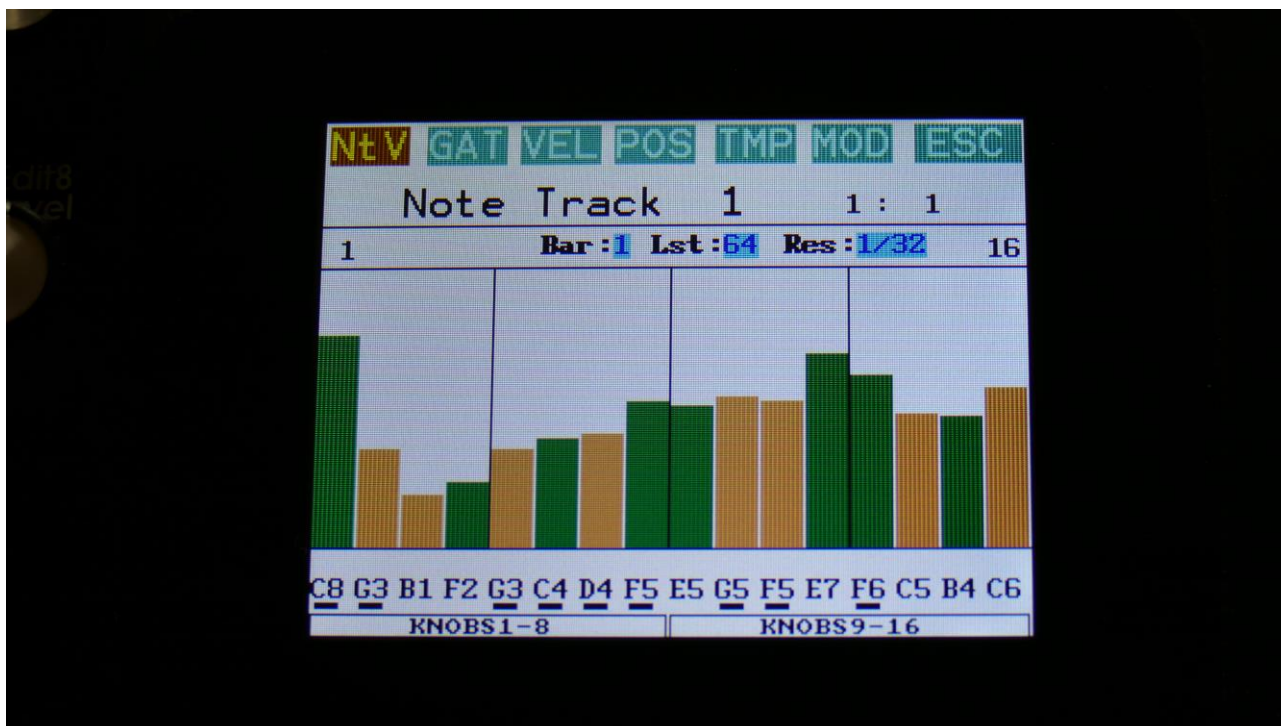 NtV GAT VEL POS TMP MOD ESC
Note Track 1 1: 1
1 Bar:1 Lst:64 Res:1/32 16
C8 G3 B1 F2 G3 C4 D4 F5 E5 G5 F5 E7 F6 C5 B4 C6
KNOBS1-8 KNOBS9-16